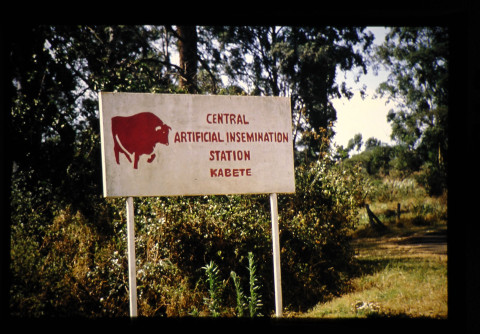 CENTRAL
ARTIFICIAL INSEMINATION
STATION
KABETE